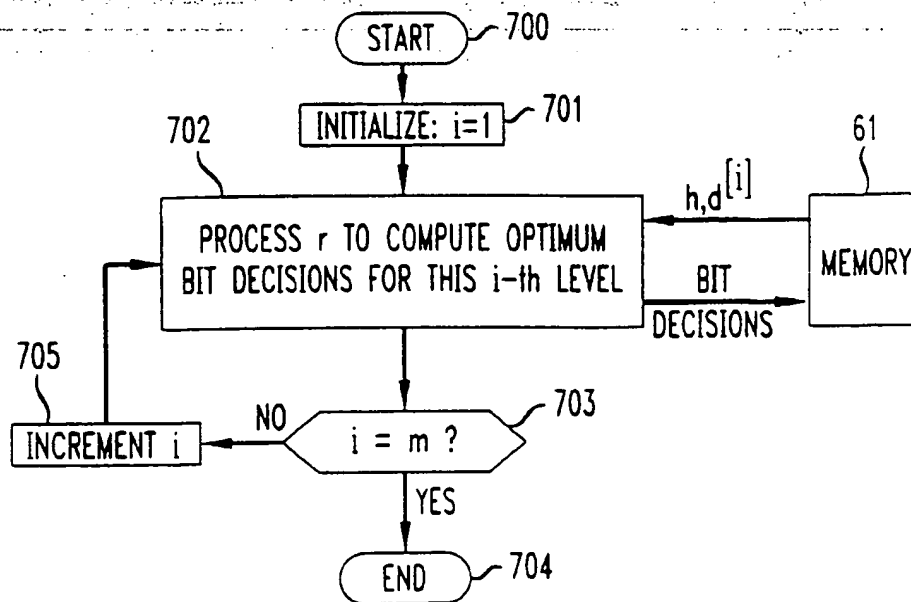 START
700
INITIALIZE: i=1
701
702
61
PROCESS r TO COMPUTE OPTIMUM
BIT DECISIONS FOR THIS i-th LEVEL
h,d[i]
MEMORY
BIT
DECISIONS
705
INCREMENT i
NO
i = m ?
703
YES
END
704